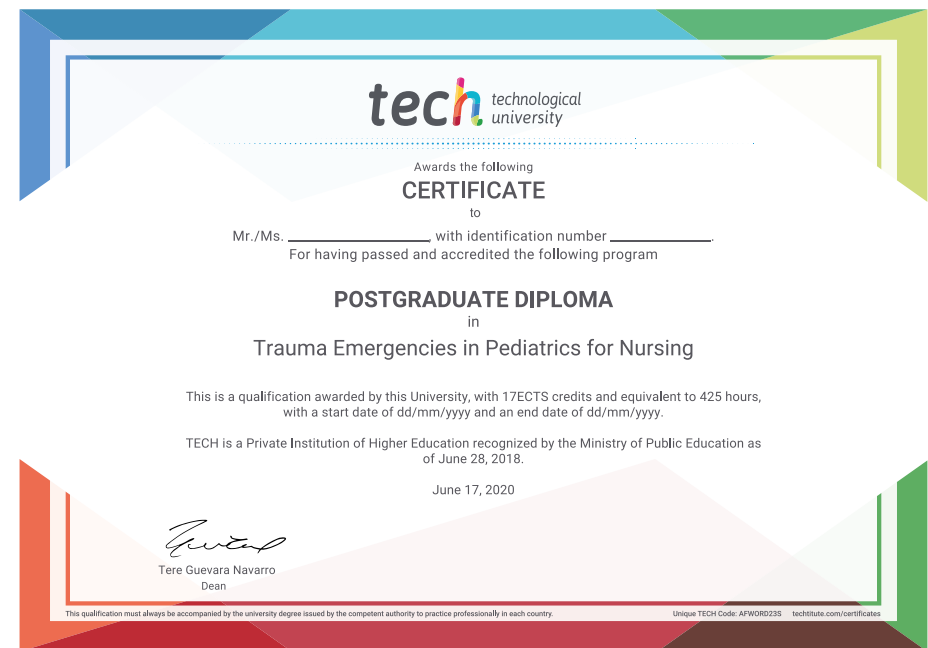 tech technological
university
Awards the following
CERTIFICATE
to
Mr./Ms. ____________________, with identification number ______________.
For having passed and accredited the following program
POSTGRADUATE DIPLOMA
in
Trauma Emergencies in Pediatrics for Nursing
This is a qualification awarded by this University, with 17ECTS credits and equivalent to 425 hours,
with a start date of dd/mm/yyyy and an end date of dd/mm/yyyy.
TECH is a Private Institution of Higher Education recognized by the Ministry of Public Education as
of June 28, 2018.
June 17, 2020
Tere Guevara Navarro
Dean
This qualification must always be accompanied by the university degree issued by the competent authority to practice professionally in each country.
Unique TECH Code: AFWORD23S techtitute.com/certificates